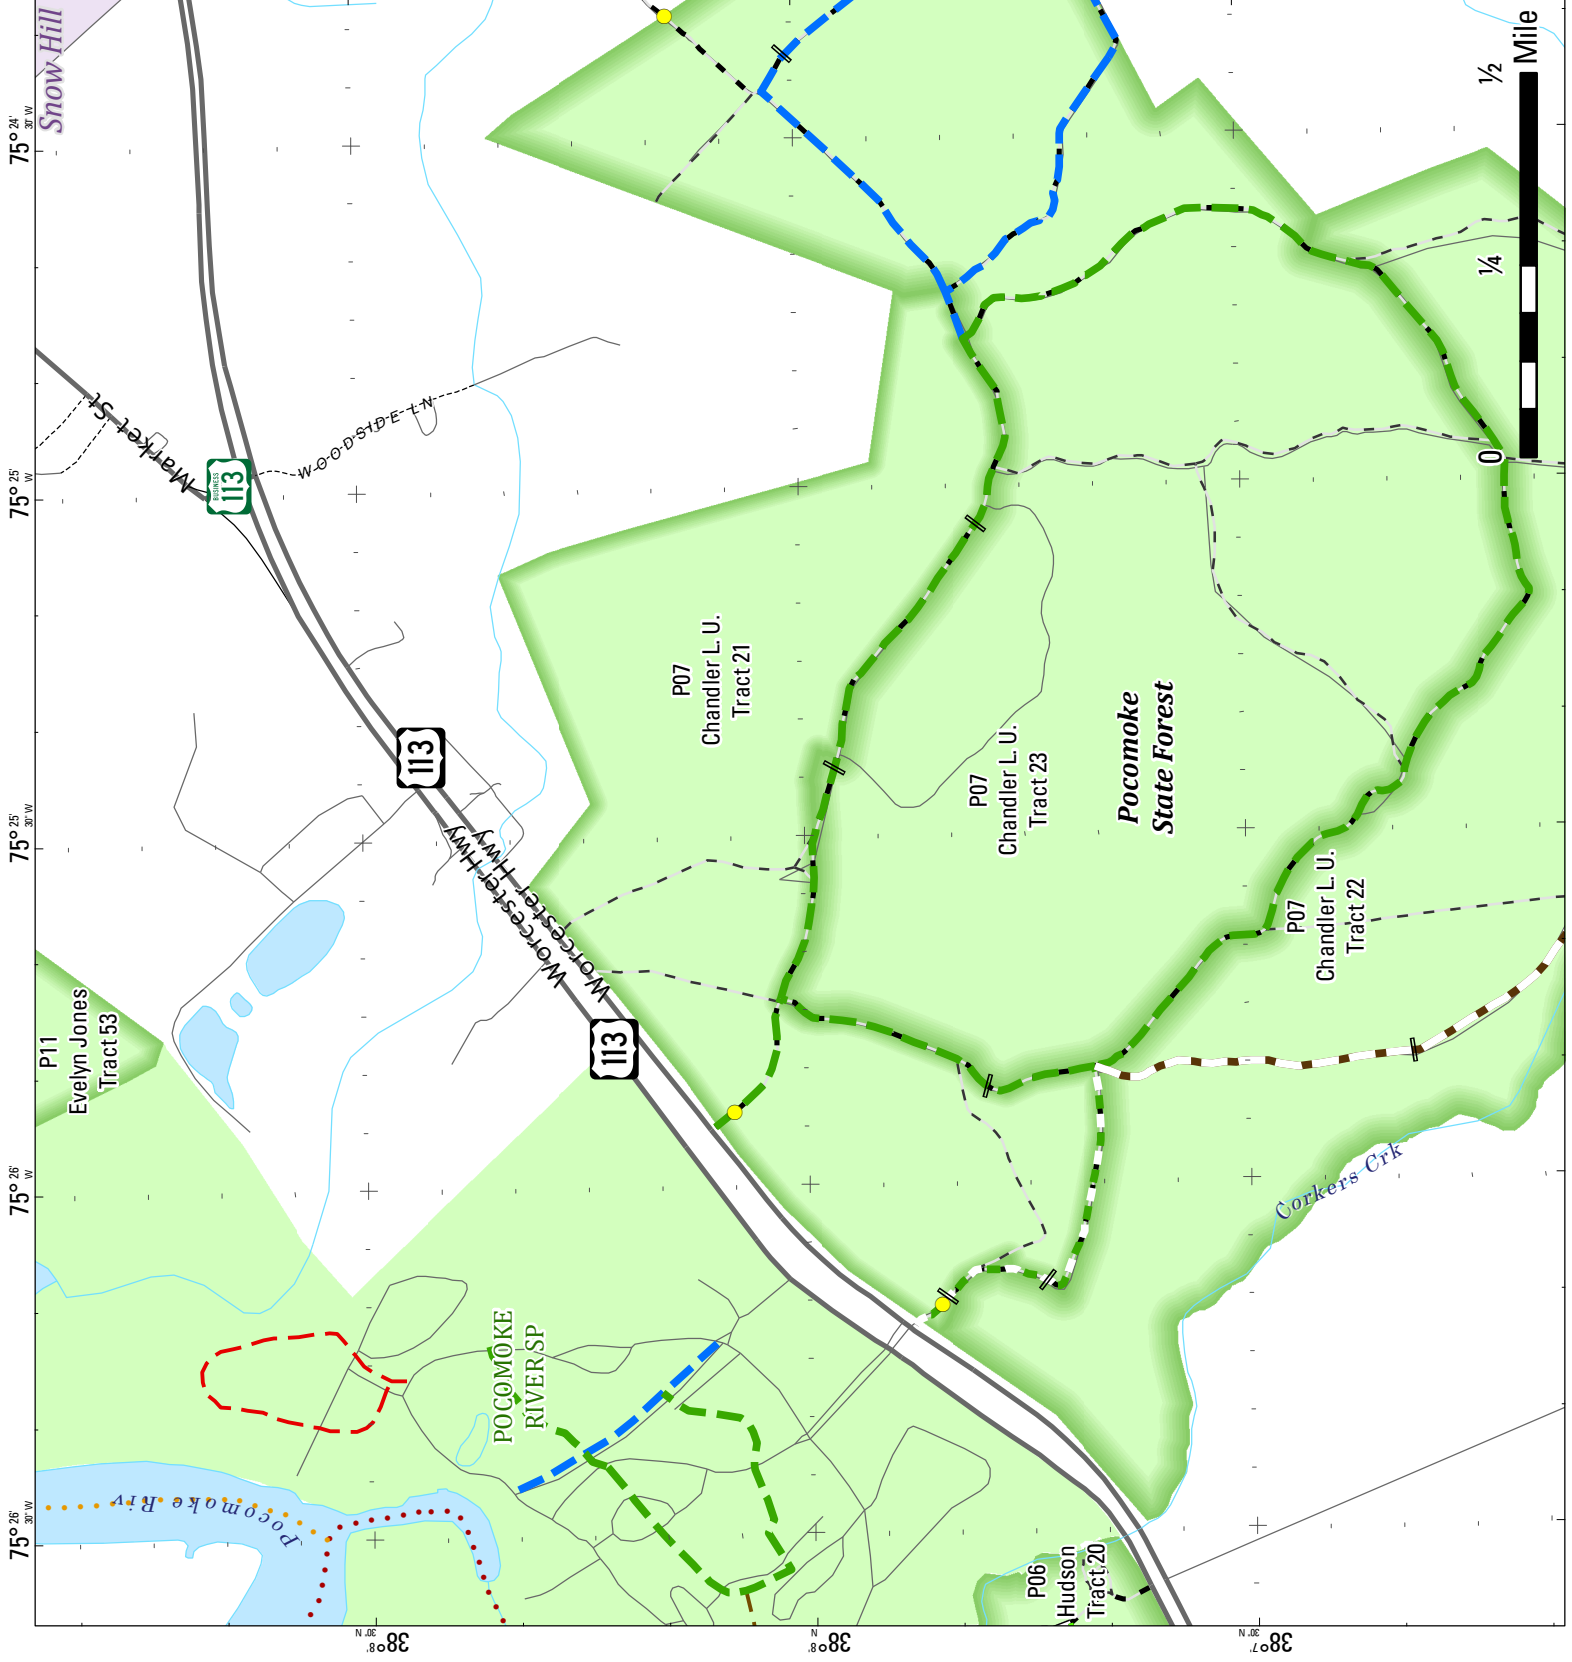 Snow Hill
75° 24'
30" W
75° 25'
W
75° 25'
30" W
75° 26'
W
75° 26'
30" W
Market St
BUSINESS
113
WOODSIDE LN
113
Worcester Hwy
Worcester Hwy
113
P11
Evelyn Jones
Tract 53
P07
Chandler L. U.
Tract 21
P07
Chandler L. U.
Tract 23
Pocomoke
State Forest
P07
Chandler L. U.
Tract 22
Corkers Crk
POCOMOKE
RIVER SP
Pocomoke Riv
P06
Hudson
Tract 20
0
1/4
1/2
Mile
38°8'
30" N
38°8'
N
38°7'
30" N